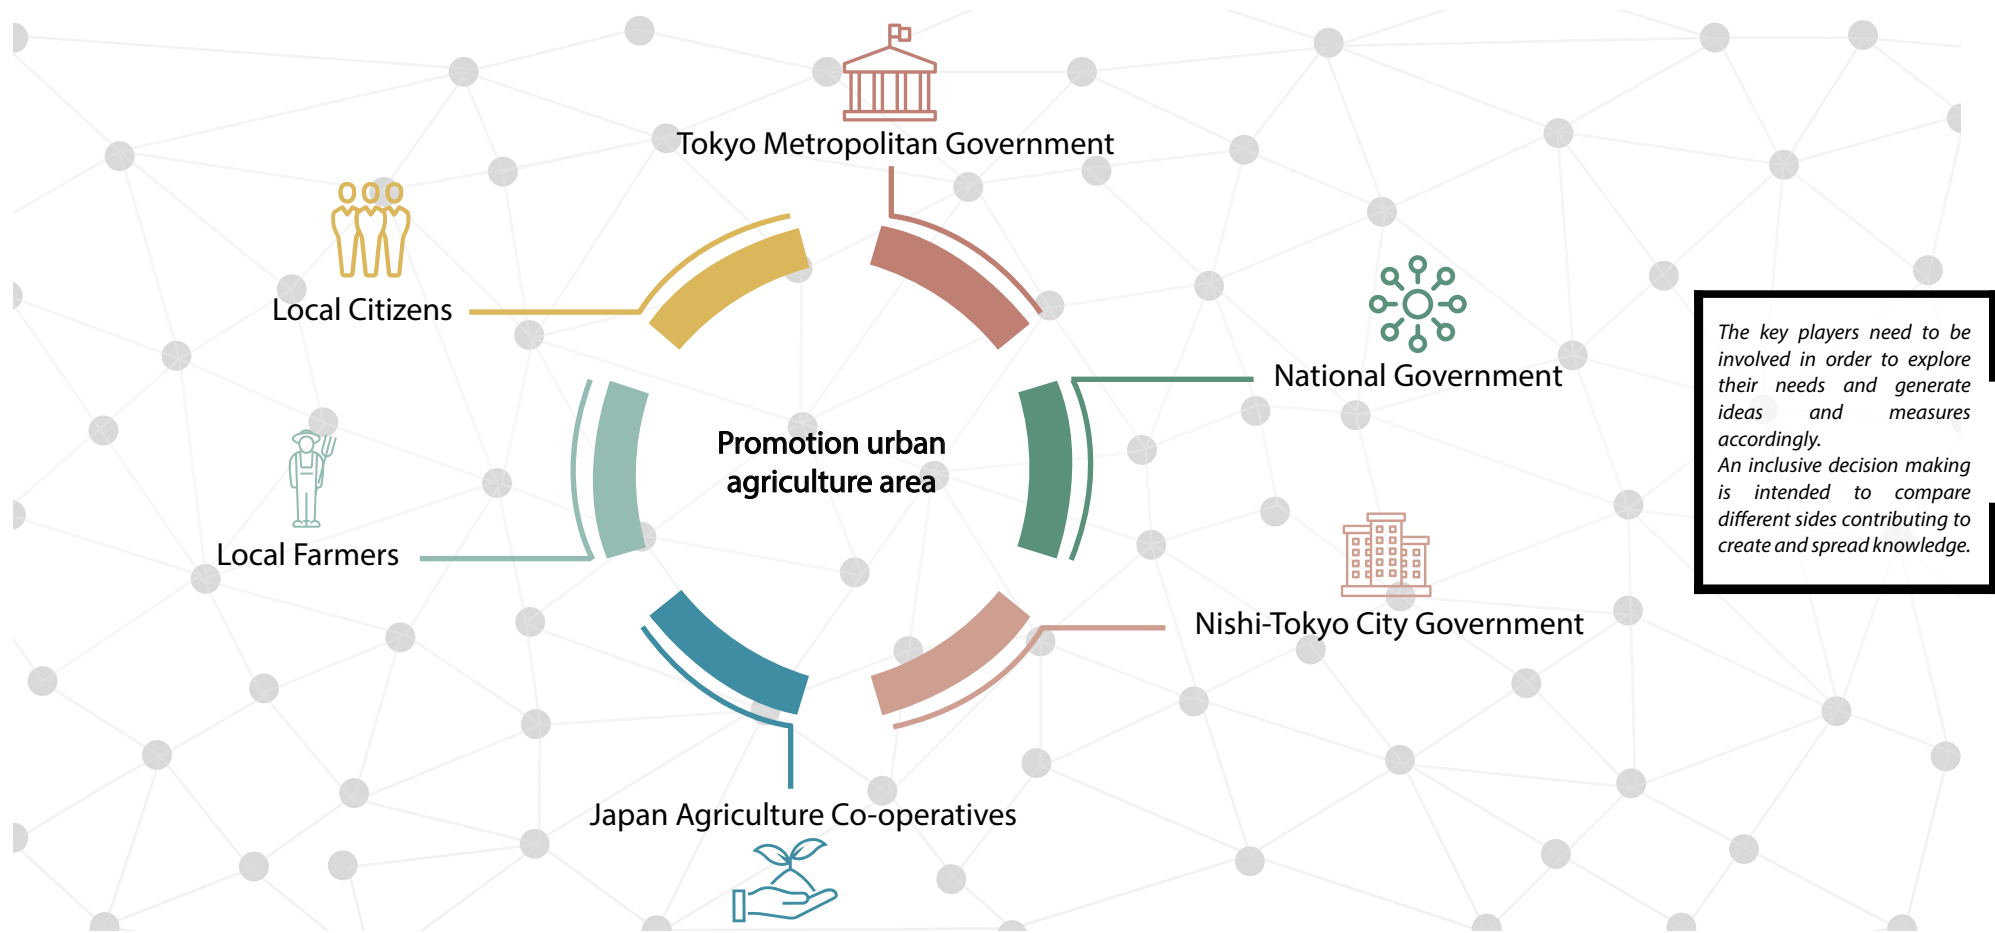 Tokyo Metropolitan Government
Local Citizens
National Government
The key players need to be
involved in order to explore
their needs and generate
ideas and measures
accordingly.
An inclusive decision making
is intended to compare
different sides contributing to
create and spread knowledge.
Promotion urban
agriculture area
Local Farmers
Nishi-Tokyo City Government
Japan Agriculture Co-operatives